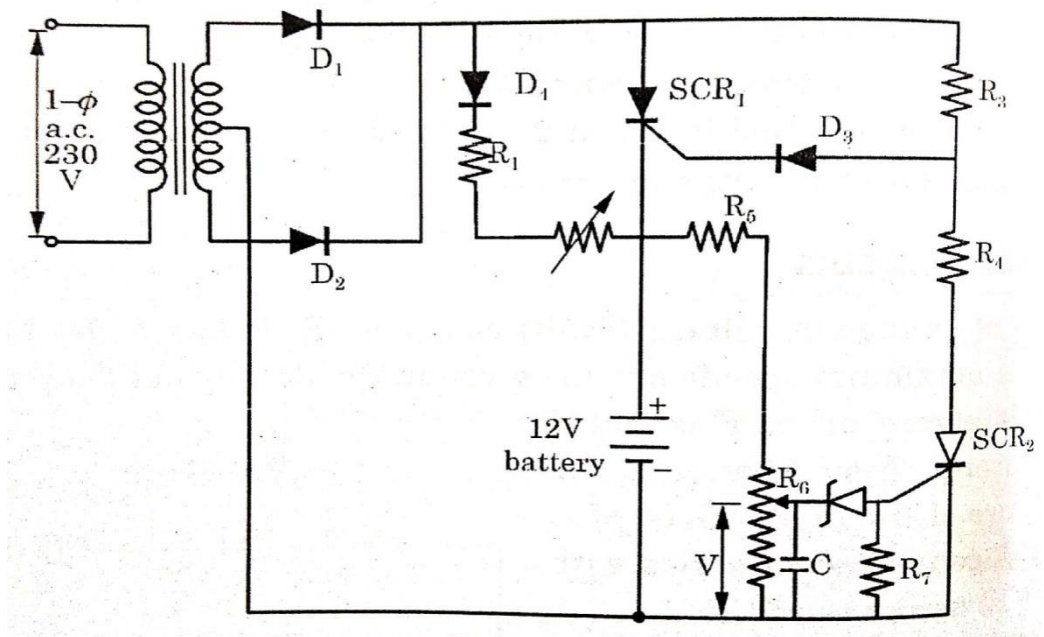 D₁
D₂
1–ϕ
a.c.
230
V
D₄
R₁
SCR₁
D₃
R₃
R₅
R₄
12V
battery
+
−
SCR₂
R₆
V
C
R₇